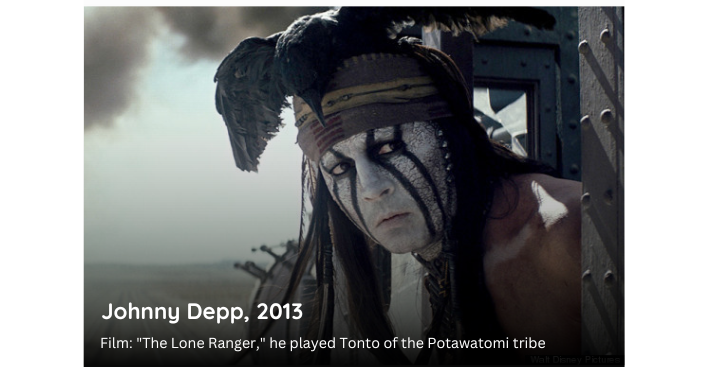 Johnny Depp, 2013
Film: "The Lone Ranger," he played Tonto of the Potawatomi tribe
Walt Disney Pictures